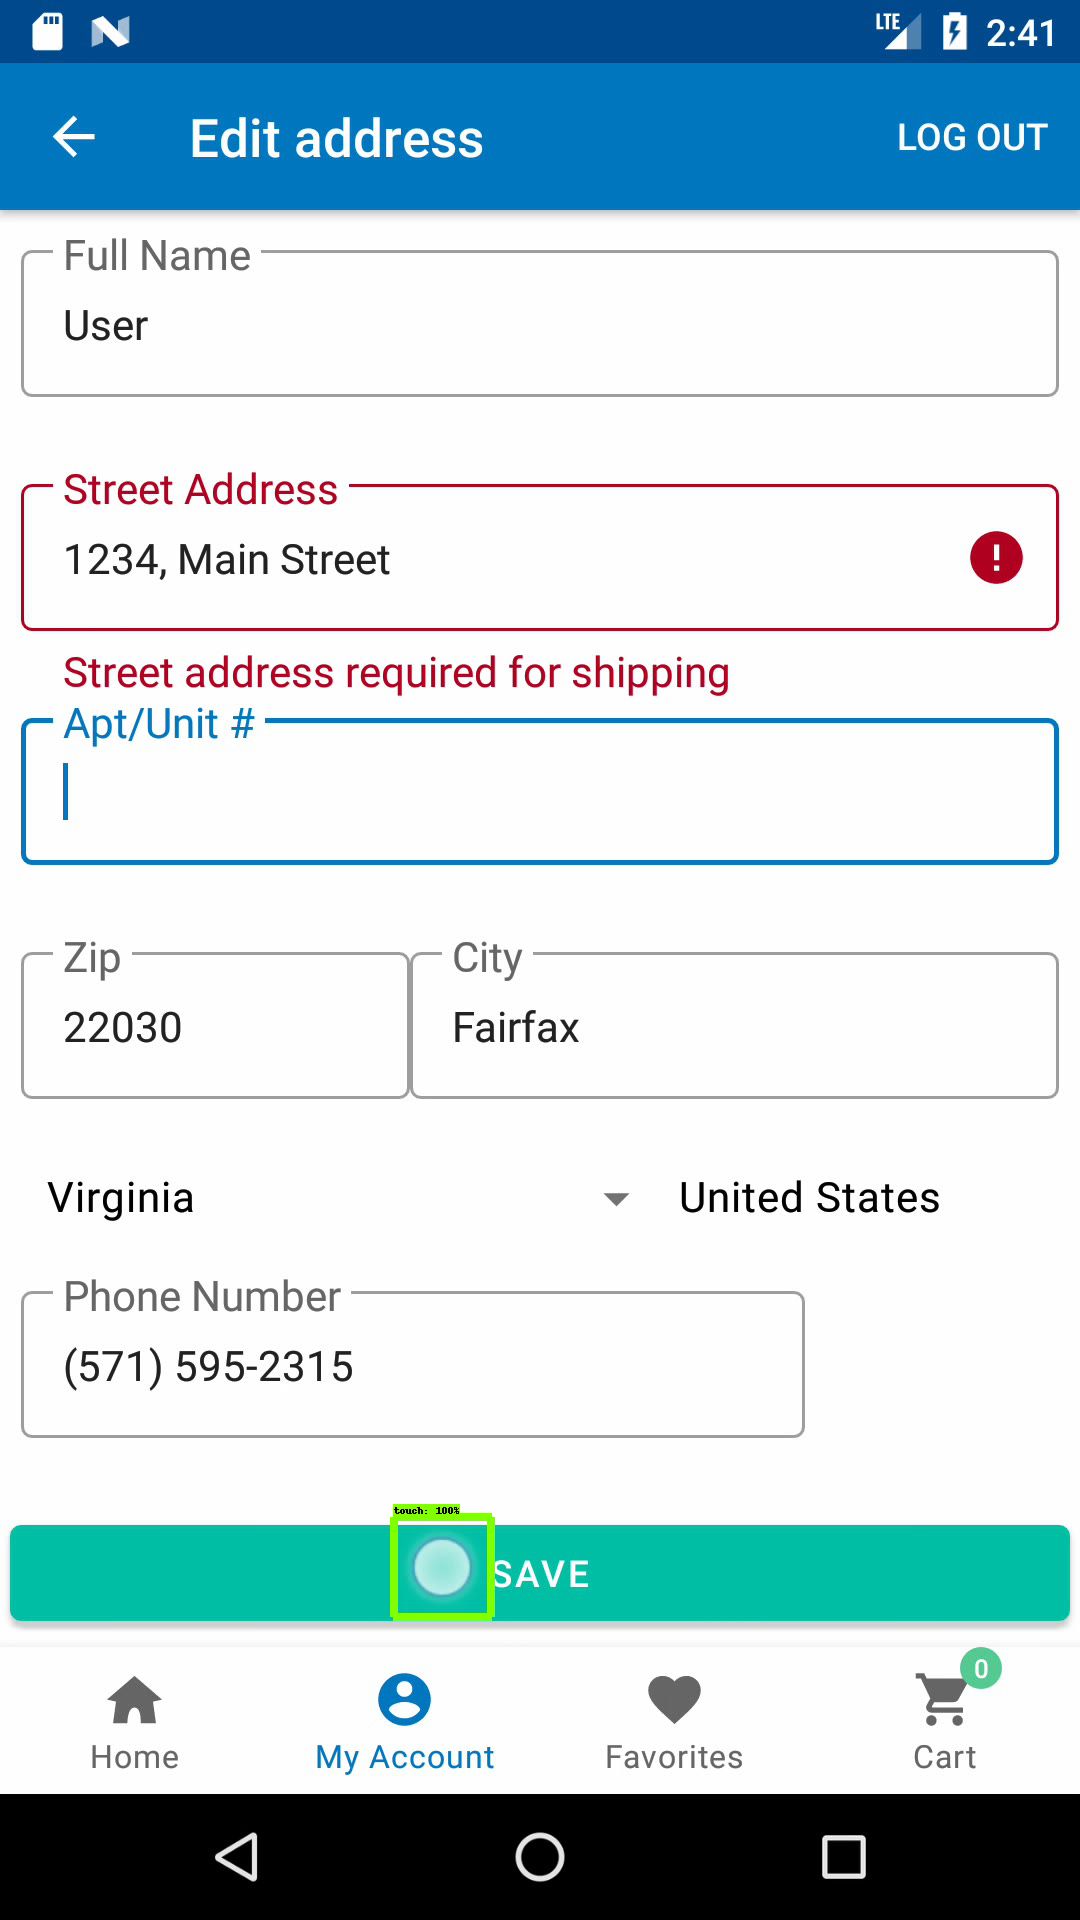 LTE 2:41
Edit address LOG OUT
Full Name
User
Street Address
1234, Main Street
!
Street address required for shipping
Apt/Unit #
Zip City
22030 Fairfax
Virginia United States
Phone Number
(571) 595-2315
touch: 100%
SAVE
0
Home My Account Favorites Cart